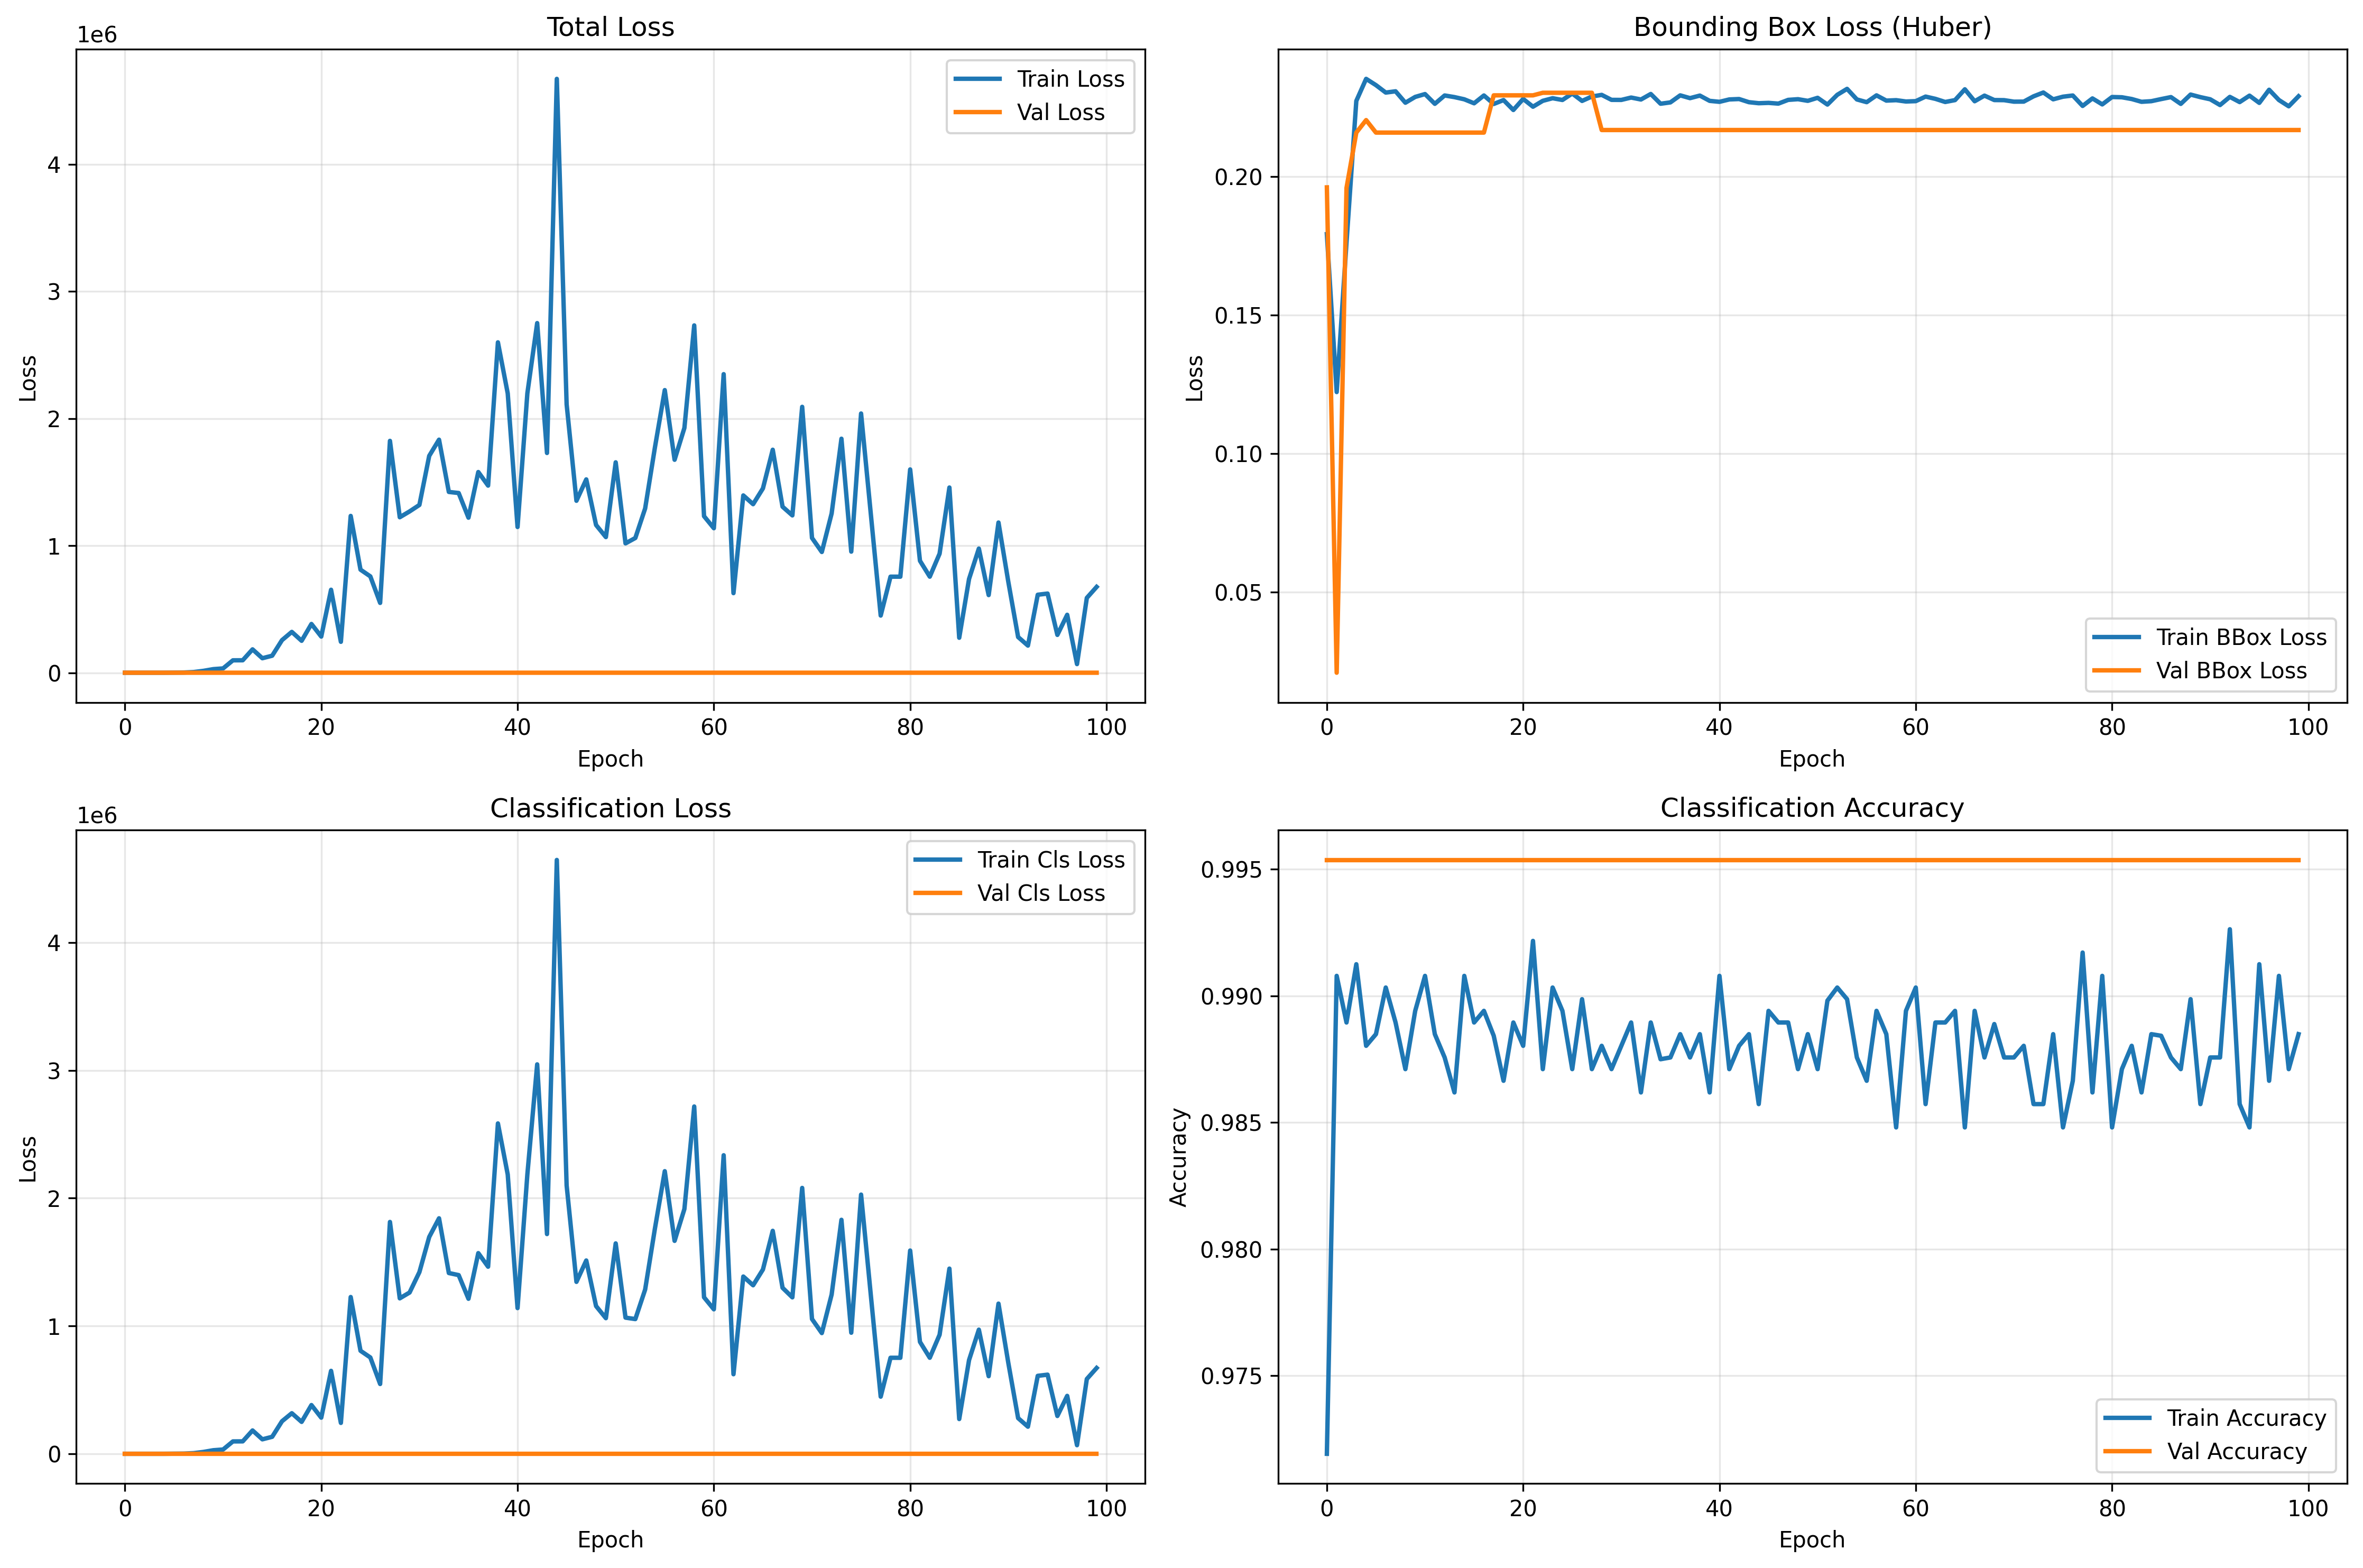 Total Loss
1e6
Train Loss
Val Loss
4
3
2
1
0
Loss
0 20 40 60 80 100
Epoch
Bounding Box Loss (Huber)
0.20
0.15
0.10
0.05
Loss
Train BBox Loss
Val BBox Loss
0 20 40 60 80 100
Epoch
Classification Loss
1e6
Train Cls Loss
Val Cls Loss
4
3
2
1
0
Loss
0 20 40 60 80 100
Epoch
Classification Accuracy
0.995
0.990
0.985
0.980
0.975
Accuracy
Train Accuracy
Val Accuracy
0 20 40 60 80 100
Epoch